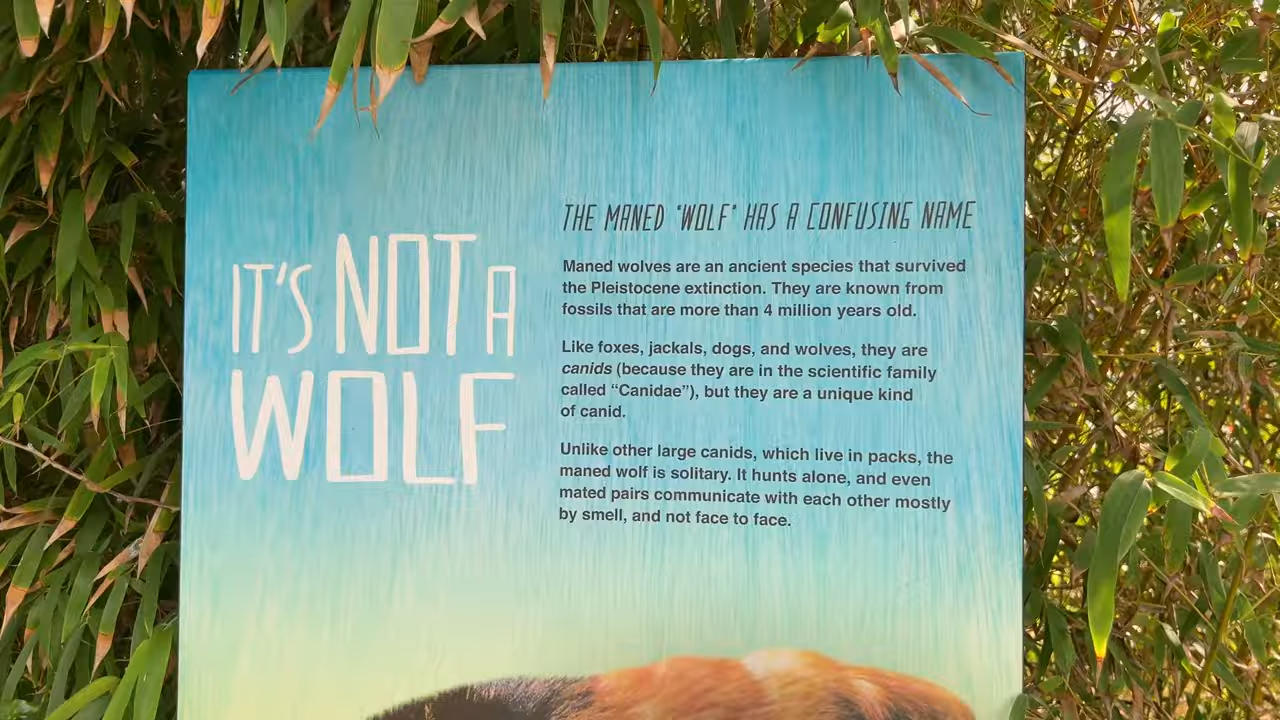 IT'S NOT A
WOLF
THE MANED "WOLF" HAS A CONFUSING NAME
Maned wolves are an ancient species that survived
the Pleistocene extinction. They are known from
fossils that are more than 4 million years old.
Like foxes, jackals, dogs, and wolves, they are
canids (because they are in the scientific family
called “Canidae”), but they are a unique kind
of canid.
Unlike other large canids, which live in packs, the
maned wolf is solitary. It hunts alone, and even
mated pairs communicate with each other mostly
by smell, and not face to face.